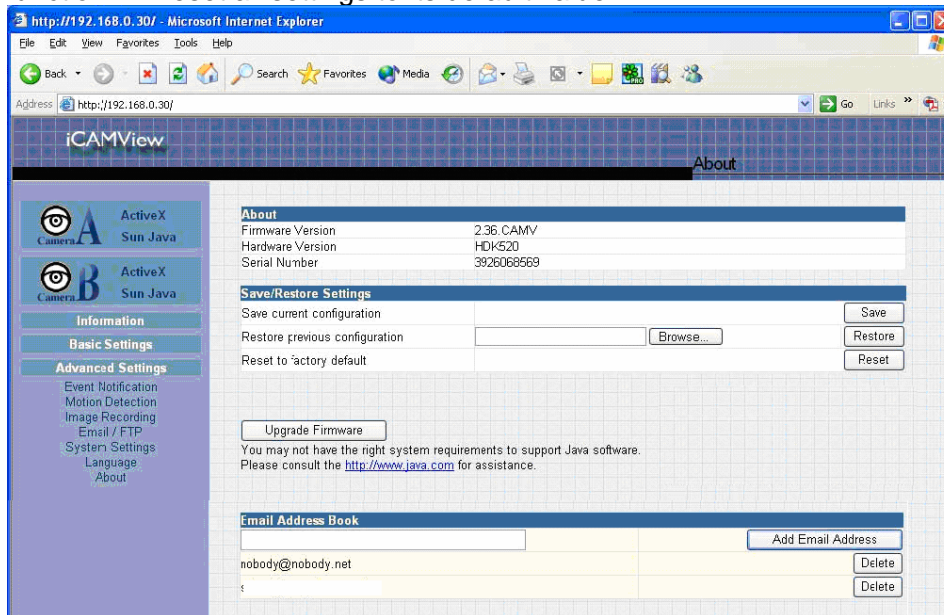 http://192.168.0.30/ - Microsoft Internet Explorer
File Edit View Favorites Tools Help
Back Search Favorites Media
Address http://192.168.0.30/ Go Links »
iCAMView
About
Camera A ActiveX
Sun Java
Camera B ActiveX
Sun Java
Information
Basic Settings
Advanced Settings
Event Notification
Motion Detection
Image Recording
Email / FTP
System Settings
Language
About
About
Firmware Version 2.36.CAMV
Hardware Version HDK520
Serial Number 3926068569
Save/Restore Settings
Save current configuration Save
Restore previous configuration Browse... Restore
Reset to factory default Reset
Upgrade Firmware
You may not have the right system requirements to support Java software.
Please consult the http://www.java.com for assistance.
Email Address Book
Add Email Address
nobody@nobody.net Delete
s Delete